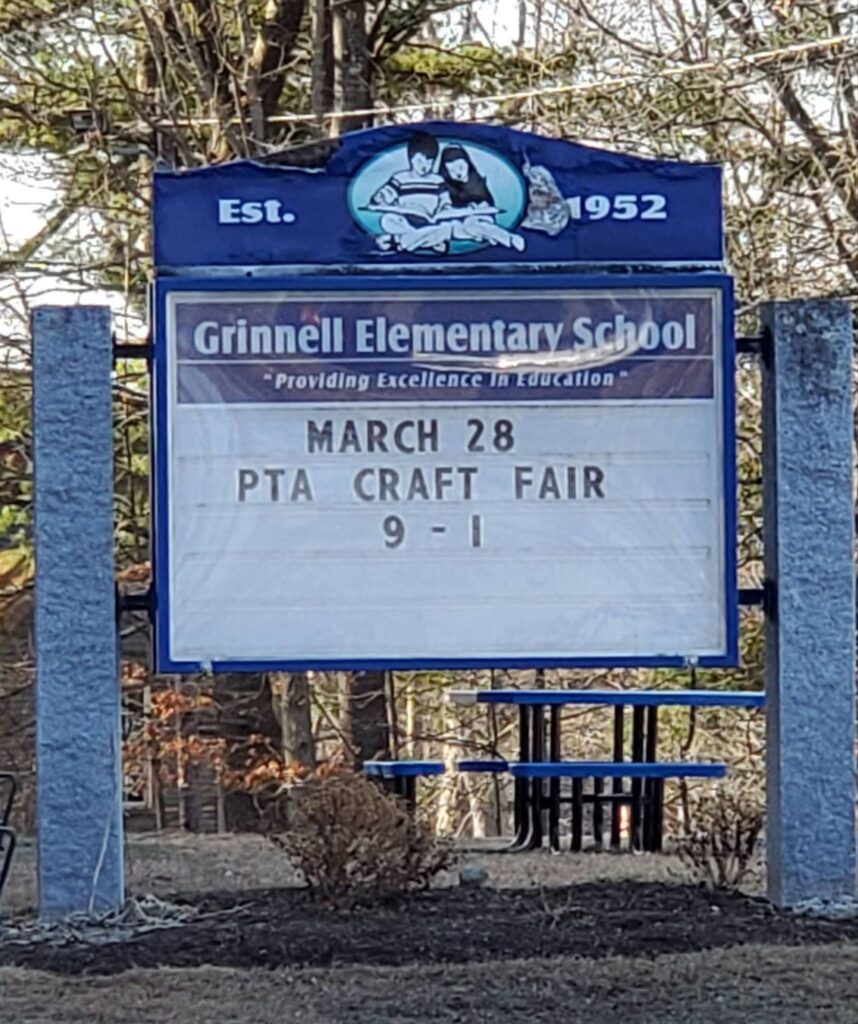 Est. 1952
Grinnell Elementary School
"Providing Excellence In Education"
MARCH 28
PTA CRAFT FAIR
9 - 1